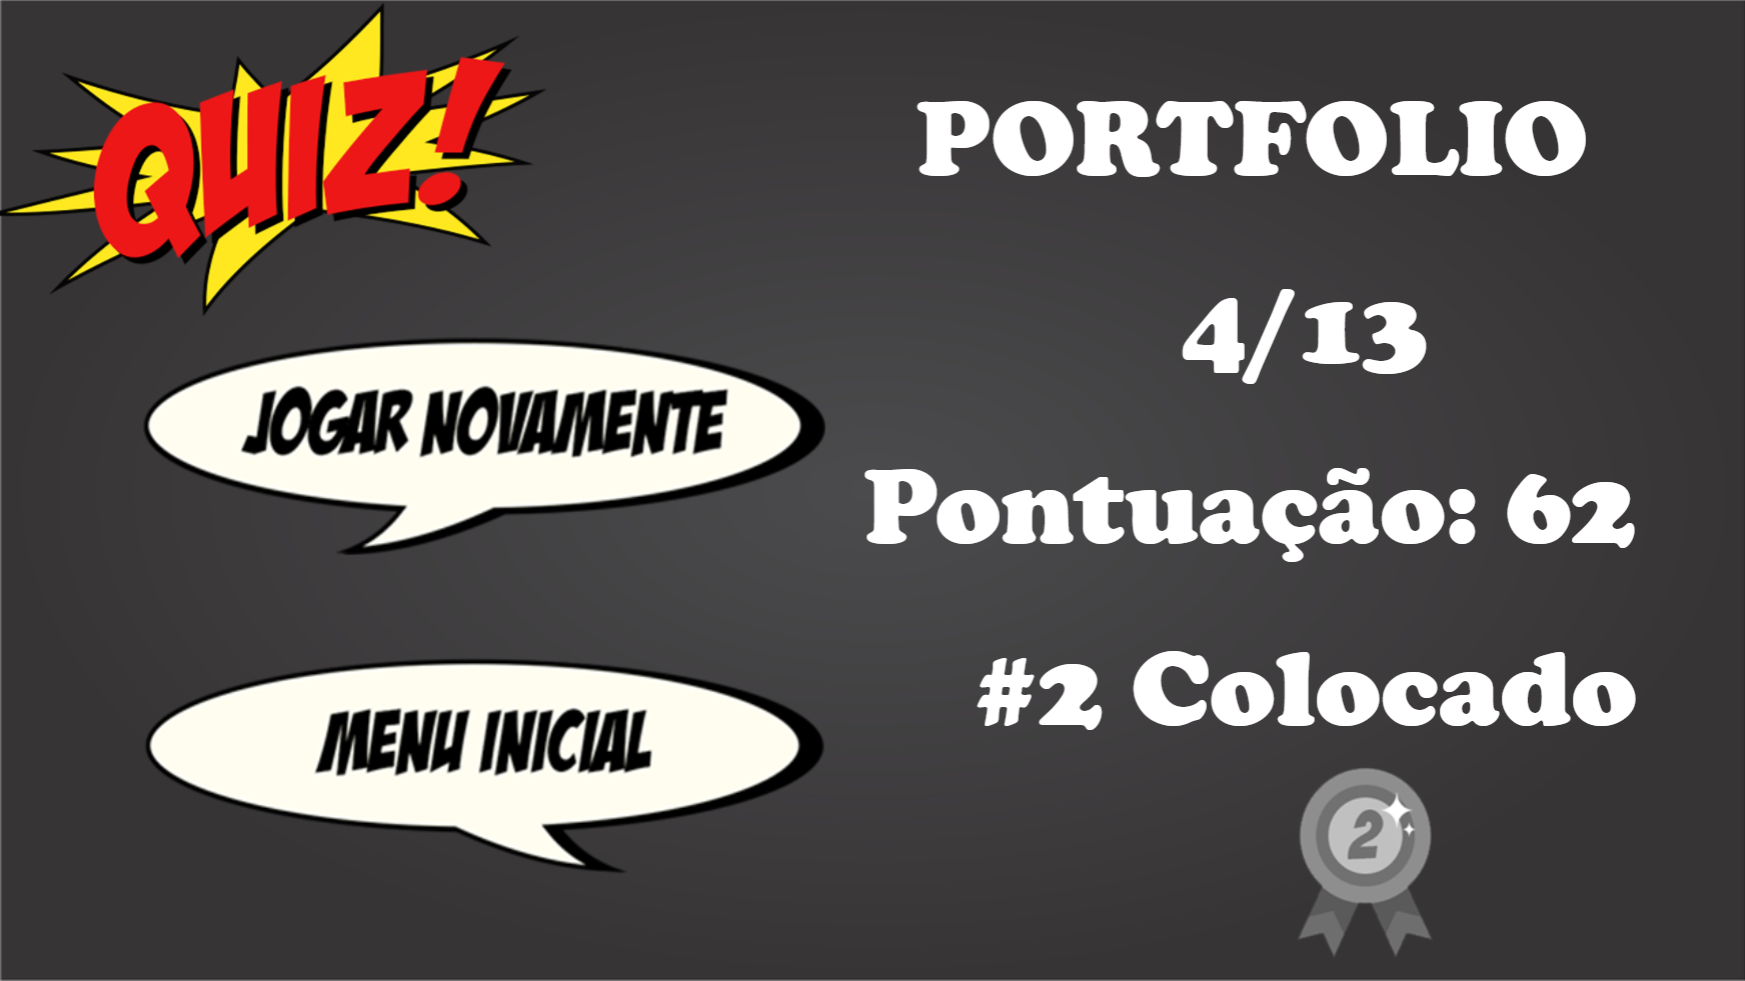 QUIZ!
JOGAR NOVAMENTE
MENU INICIAL
PORTFOLIO
4/13
Pontuação: 62
#2 Colocado
2